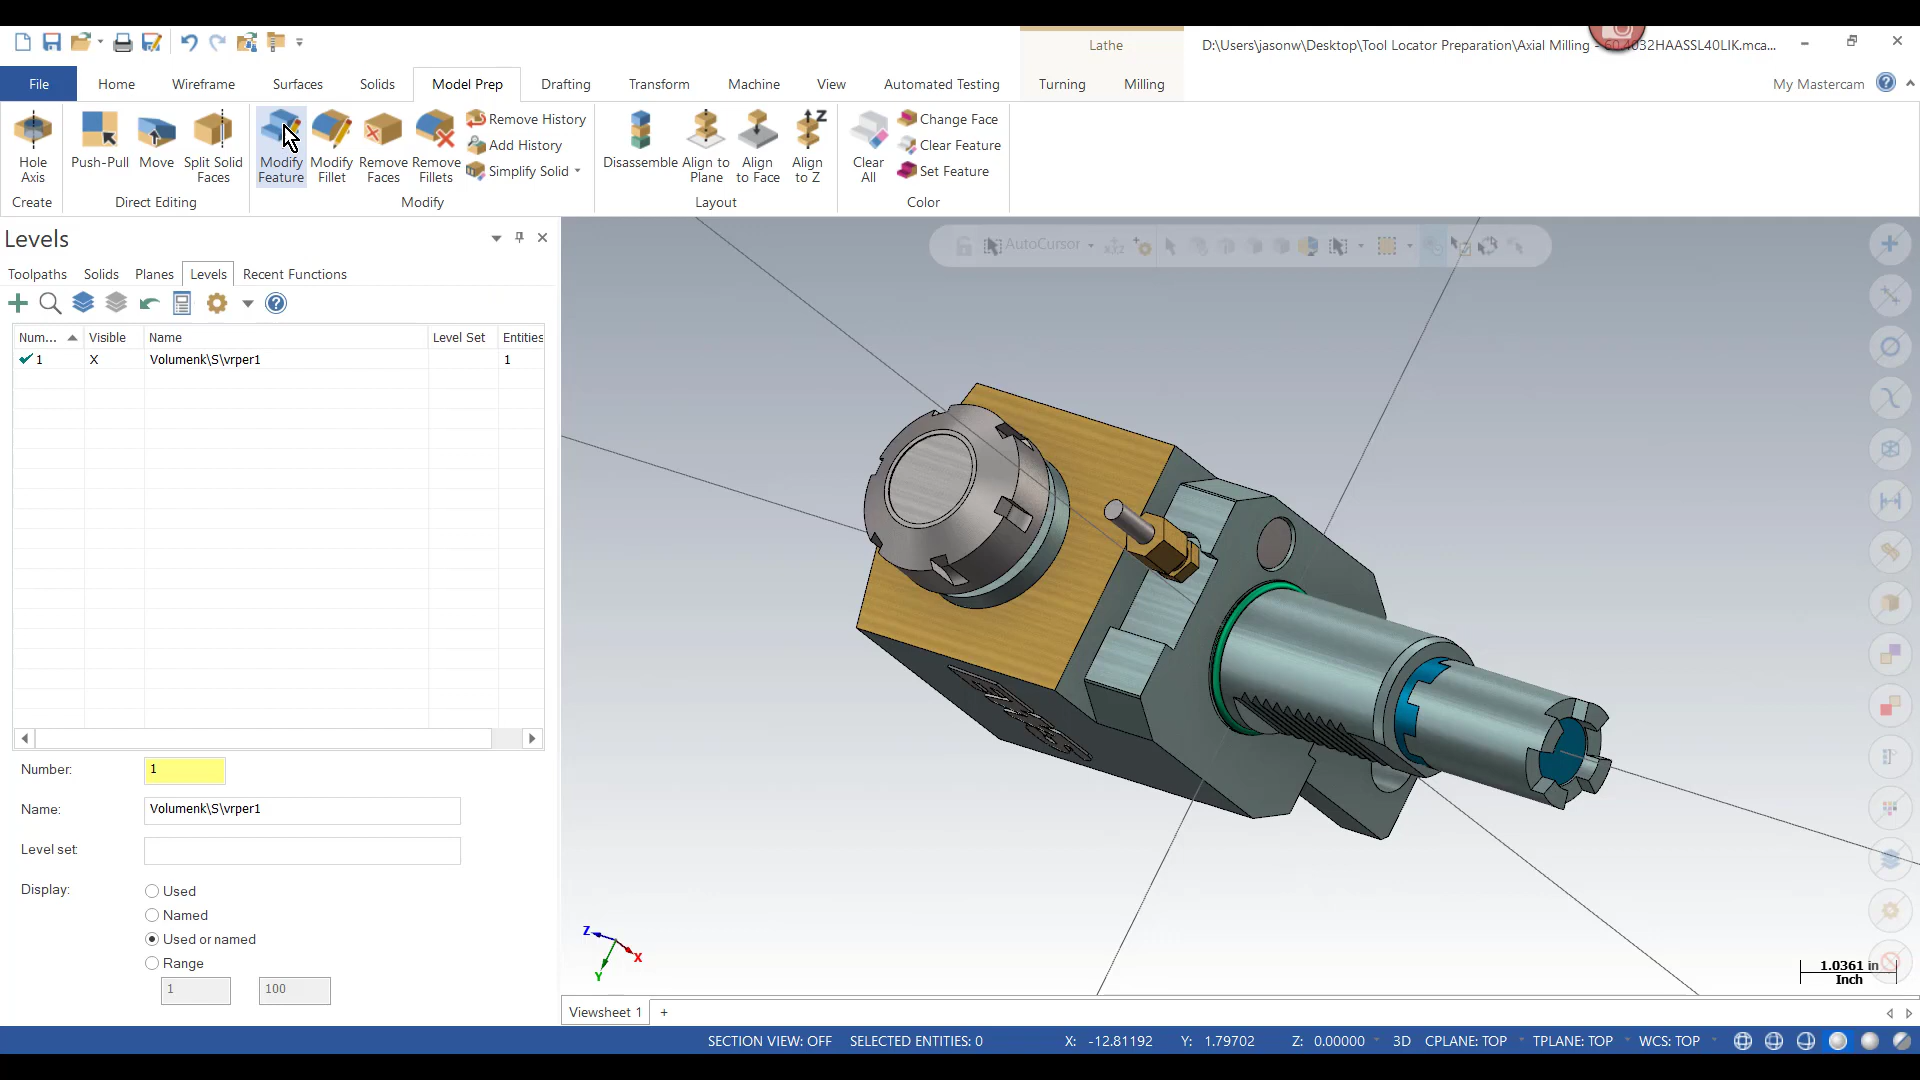 Lathe
D:\Users\jasonw\Desktop\Tool Locator Preparation\Axial Milling - 60.4032HAASSL40LIK.mca...
File Home Wireframe Surfaces Solids Model Prep Drafting Transform Machine View Automated Testing Turning Milling My Mastercam
Hole Axis
Push-Pull
Move
Split Solid Faces
Modify Feature
Modify Fillet
Remove Faces
Remove Fillets
Remove History
Add History
Simplify Solid
Disassemble
Align to Plane
Align to Face
Align to Z
Clear All
Change Face
Clear Feature
Set Feature
Create Direct Editing Modify Layout Color
Levels
Toolpaths Solids Planes Levels Recent Functions
Num... Visible Name Level Set Entities
1 X Volumenk\S\vrper1 1
Number: 1
Name: Volumenk\S\vrper1
Level set:
Display: Used
Named
Used or named
Range
1 100
AutoCursor
Z
X
Y
1.0361 in
Inch
Viewsheet 1 +
SECTION VIEW: OFF SELECTED ENTITIES: 0 X: -12.81192 Y: 1.79702 Z: 0.00000 3D CPLANE: TOP TPLANE: TOP WCS: TOP